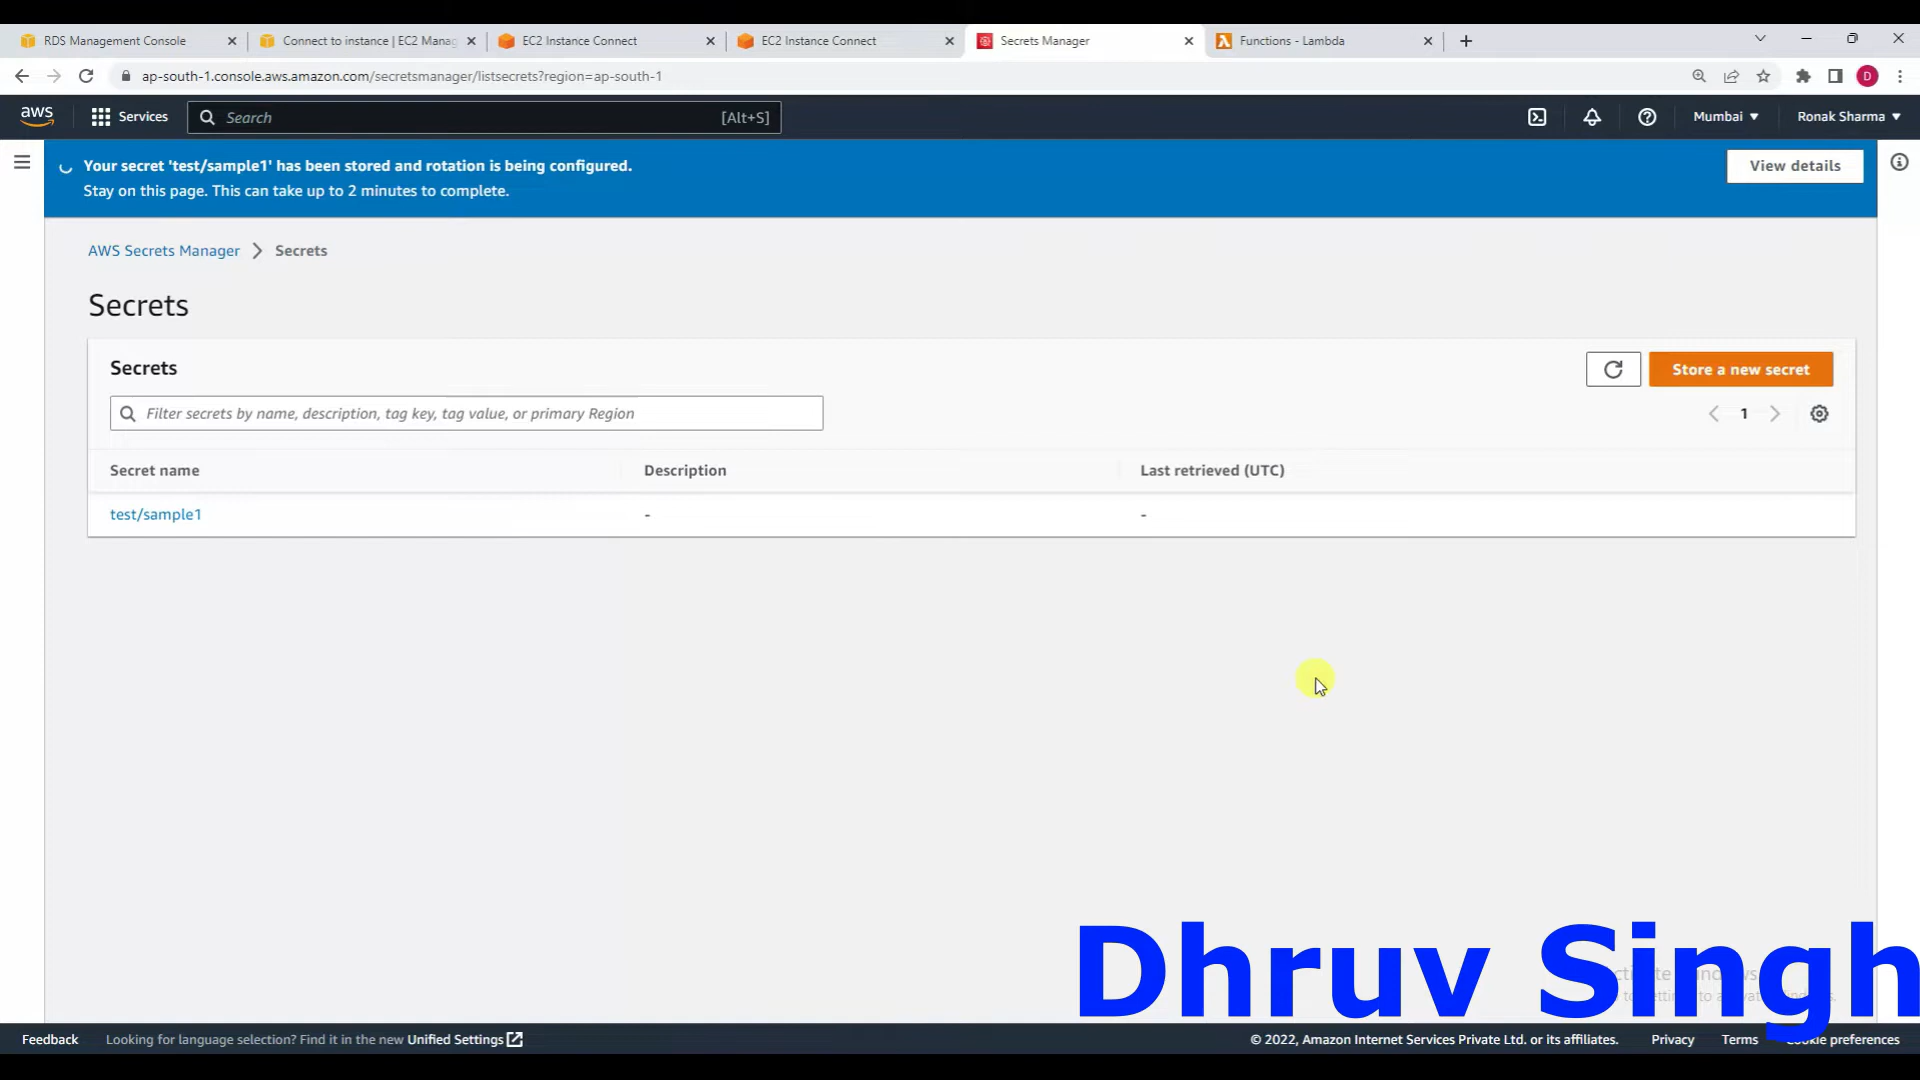 RDS Management Console
Connect to instance | EC2 Manag
EC2 Instance Connect
EC2 Instance Connect
Secrets Manager
Functions - Lambda
ap-south-1.console.aws.amazon.com/secretsmanager/listsecrets?region=ap-south-1
D
aws
Services
Search
[Alt+S]
Mumbai
Ronak Sharma
Your secret 'test/sample1' has been stored and rotation is being configured.
Stay on this page. This can take up to 2 minutes to complete.
View details
AWS Secrets Manager
Secrets
Secrets
Secrets
Store a new secret
Filter secrets by name, description, tag key, tag value, or primary Region
1
Secret name
Description
Last retrieved (UTC)
test/sample1
-
-
Dhruv Singh
Feedback
Looking for language selection? Find it in the new Unified Settings
© 2022, Amazon Internet Services Private Ltd. or its affiliates.
Privacy
Terms
Cookie preferences